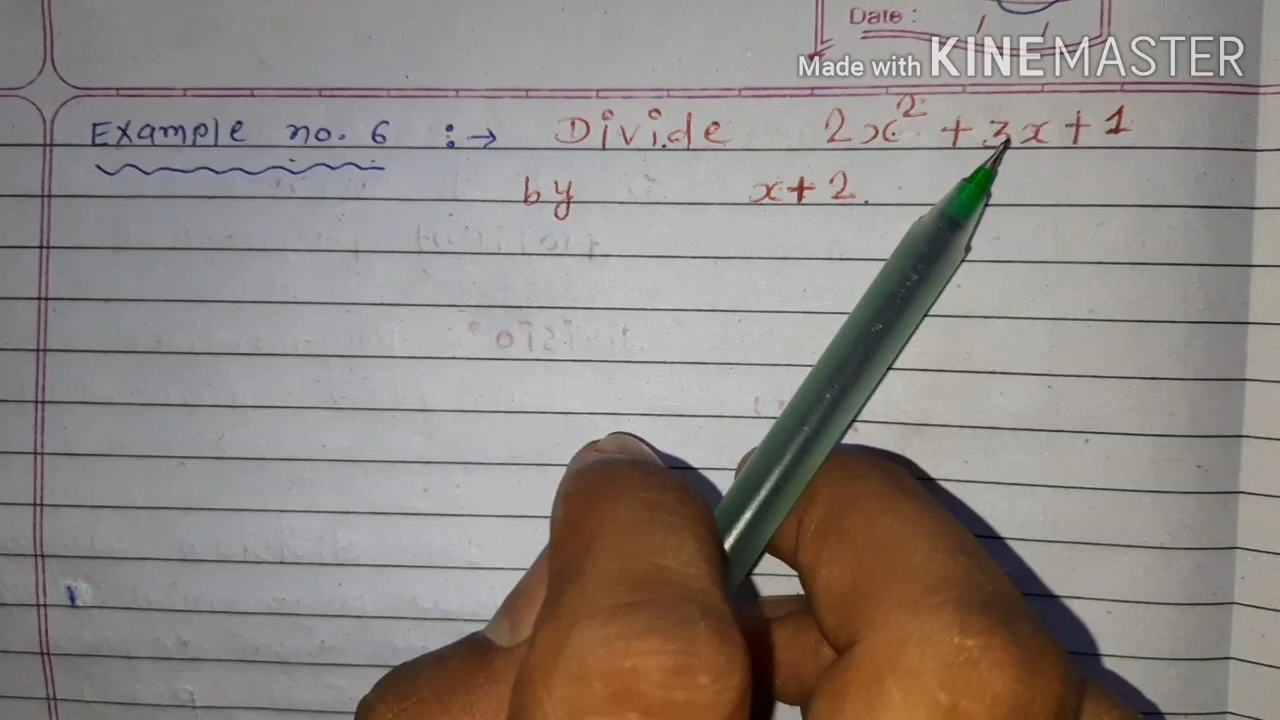 Date :
Made with KINEMASTER
Example no. 6 :→ Divide 2x² + 3x + 1
by x + 2.